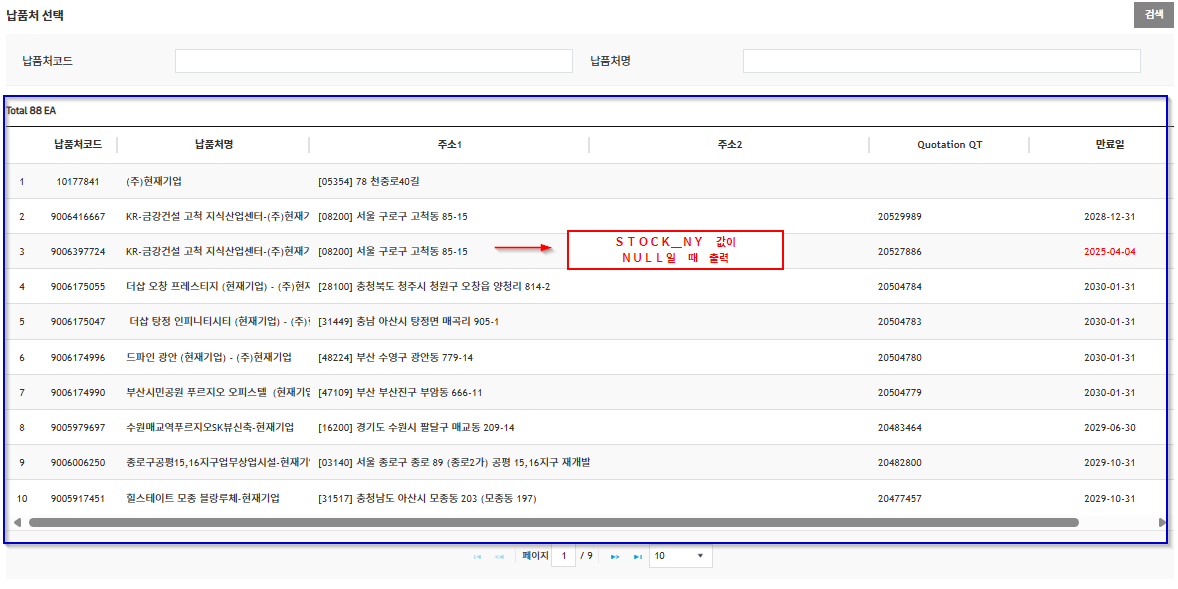 납품처 선택
검색
납품처코드
납품처명
Total 88 EA
납품처코드 납품처명 주소1 주소2 Quotation QT 만료일
1 10177841 (주)현재기업 [05354] 78 천중로40길
2 9006416667 KR-금강건설 고척 지식산업센터-(주)현재기 [08200] 서울 구로구 고척동 85-15 20529989 2028-12-31
3 9006397724 KR-금강건설 고척 지식산업센터-(주)현재기 [08200] 서울 구로구 고척동 85-15 20527886 2025-04-04
STOCK_NY 값이
NULL일 때 출력
4 9006175055 더샵 오창 프레스티지 (현재기업) - (주)현재 [28100] 충청북도 청주시 청원구 오창읍 양청리 814-2 20504784 2030-01-31
5 9006175047 더샵 탕정 인피니티시티 (현재기업) - (주) [31449] 충남 아산시 탕정면 매곡리 905-1 20504783 2030-01-31
6 9006174996 드파인 광안 (현재기업) - (주)현재기업 [48224] 부산 수영구 광안동 779-14 20504780 2030-01-31
7 9006174990 부산시민공원 푸르지오 오피스텔 (현재기업 [47109] 부산 부산진구 부암동 666-11 20504779 2030-01-31
8 9005979697 수원매교역푸르지오SK뷰신축-현재기업 [16200] 경기도 수원시 팔달구 매교동 209-14 20483464 2029-06-30
9 9006006250 종로구공평15,16지구업무상업시설-현재기 [03140] 서울 종로구 종로 89 (종로2가) 공평 15,16지구 재개발 20482800 2029-10-31
10 9005917451 힐스테이트 모종 블랑루체-현재기업 [31517] 충청남도 아산시 모종동 203 (모종동 197) 20477457 2029-10-31
페이지 1 / 9 10